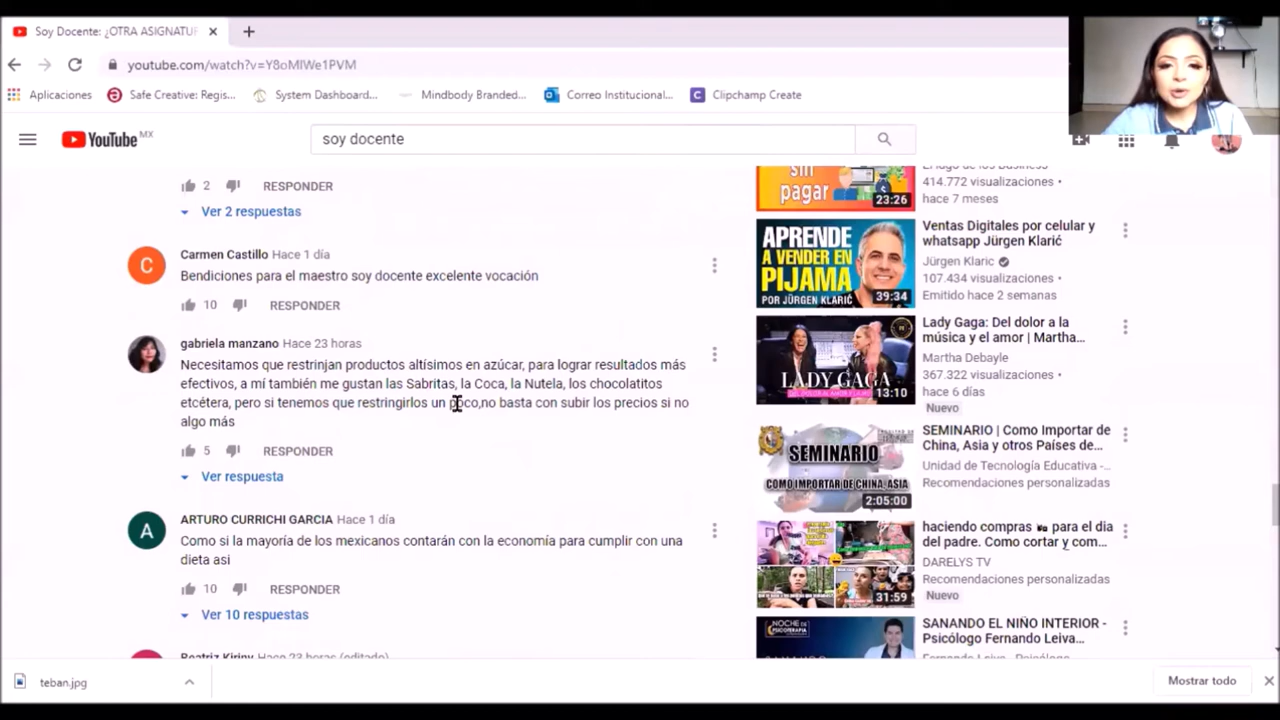 Soy Docente: ¿OTRA ASIGNATUR
youtube.com/watch?v=Y8oMIWe1PVM
Aplicaciones
Safe Creative: Regis...
System Dashboard...
Mindbody Branded...
Correo Institucional...
Clipchamp Create
YouTube MX
soy docente
2 RESPONDER
Ver 2 respuestas
Carmen Castillo Hace 1 día
Bendiciones para el maestro soy docente excelente vocación
10 RESPONDER
gabriela manzano Hace 23 horas
Necesitamos que restrinjan productos altísimos en azúcar, para lograr resultados más
efectivos, a mí también me gustan las Sabritas, la Coca, la Nutela, los chocolatitos
etcétera, pero si tenemos que restringirlos un poco,no basta con subir los precios si no
algo más
5 RESPONDER
Ver respuesta
A
ARTURO CURRICHI GARCIA Hace 1 día
Como si la mayoría de los mexicanos contarán con la economía para cumplir con una
dieta asi
10 RESPONDER
Ver 10 respuestas
Beatriz Kiriny Hace 23 horas (editado)
C
sin
pagar
23:26
414.772 visualizaciones •
hace 7 meses
APRENDE
A VENDER EN
PIJAMA
POR JÜRGEN KLARIĆ
39:34
Ventas Digitales por celular y
whatsapp Jürgen Klarić
Jürgen Klaric
107.434 visualizaciones •
Emitido hace 2 semanas
LADY GAGA
13:10
Lady Gaga: Del dolor a la
música y el amor | Martha...
Martha Debayle
367.322 visualizaciones •
hace 6 días
Nuevo
SEMINARIO
COMO IMPORTAR DE CHINA, ASIA
2:05:00
SEMINARIO | Como Importar de
China, Asia y otros Países de...
Unidad de Tecnología Educativa -...
Recomendaciones personalizadas
31:59
haciendo compras para el dia
del padre. Como cortar y com...
DARELYS TV
Recomendaciones personalizadas
Nuevo
NOCHE DE
PSICOTERAPIA
SANANDO EL NIÑO INTERIOR -
Psicólogo Fernando Leiva...
teban.jpg
Mostrar todo